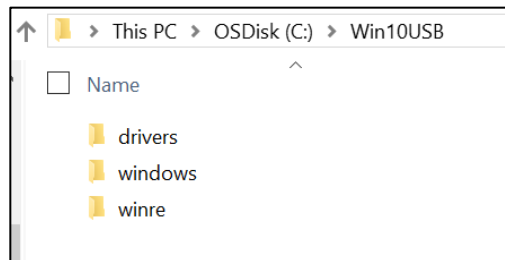 This PC > OSDisk (C:) > Win10USB
Name
drivers
windows
winre